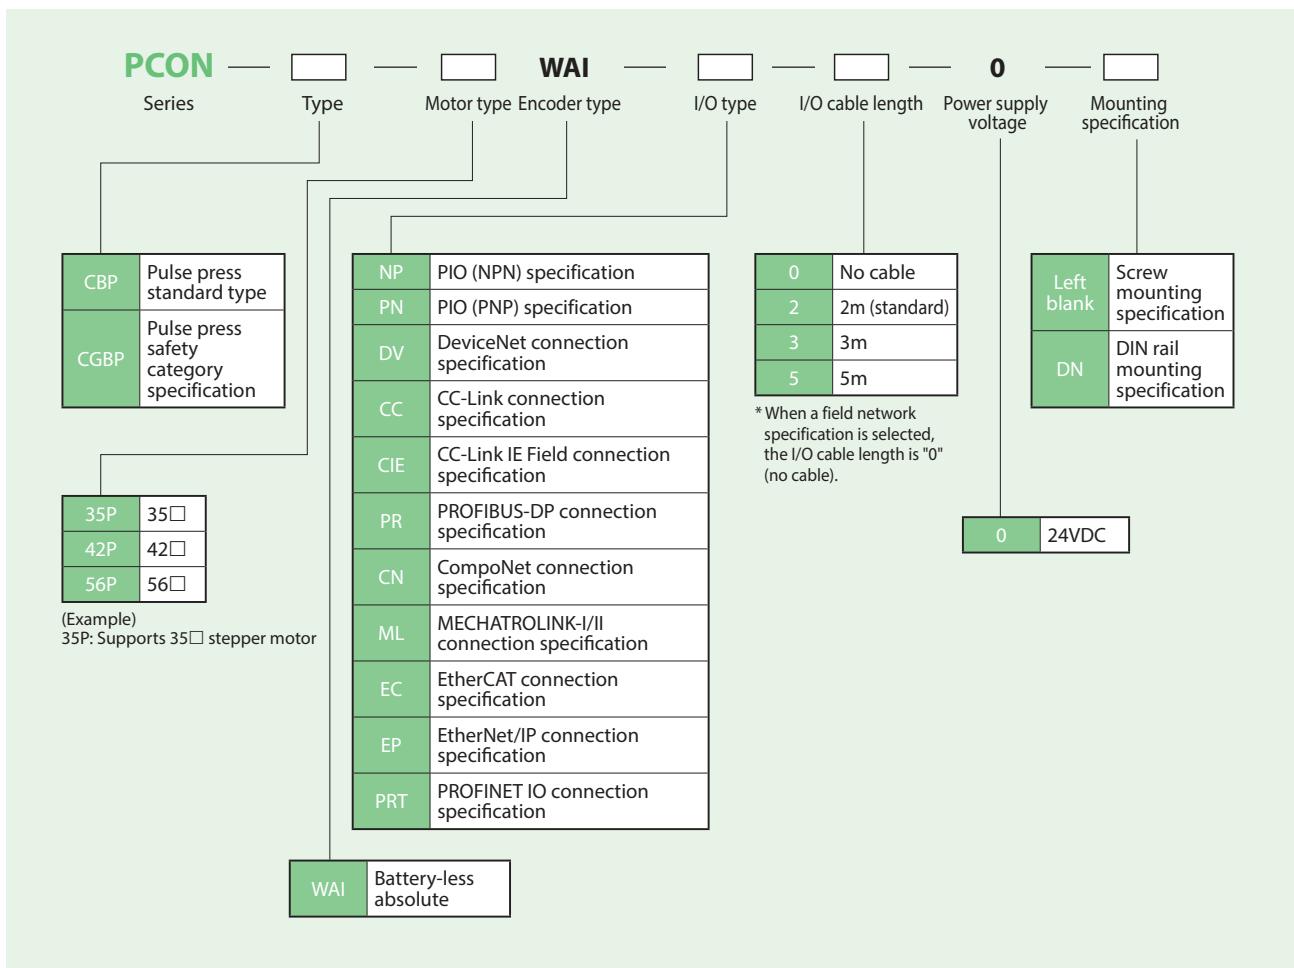 PCON — □ — □ WAI — □ — □ — 0 — □
Series
Type
Motor type
Encoder type
I/O type
I/O cable length
Power supply
voltage
Mounting
specification
CBP
Pulse press
standard type
CGBP
Pulse press
safety
category
specification
35P
35□
42P
42□
56P
56□
(Example)
35P: Supports 35□ stepper motor
NP
PIO (NPN) specification
PN
PIO (PNP) specification
DV
DeviceNet connection
specification
CC
CC-Link connection
specification
CIE
CC-Link IE Field connection
specification
PR
PROFIBUS-DP connection
specification
CN
CompoNet connection
specification
ML
MECHATROLINK-I/II
connection specification
EC
EtherCAT connection
specification
EP
EtherNet/IP connection
specification
PRT
PROFINET IO connection
specification
WAI
Battery-less
absolute
0
No cable
2
2m (standard)
3
3m
5
5m
* When a field network
specification is selected,
the I/O cable length is "0"
(no cable).
0
24VDC
Left
blank
Screw
mounting
specification
DN
DIN rail
mounting
specification